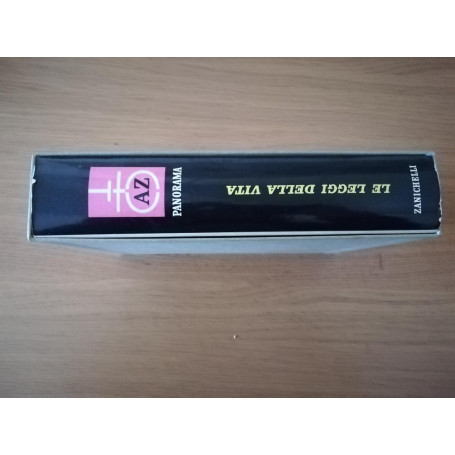 AZ
PANORAMA
LE LEGGI DELLA VITA
ZANICHELLI